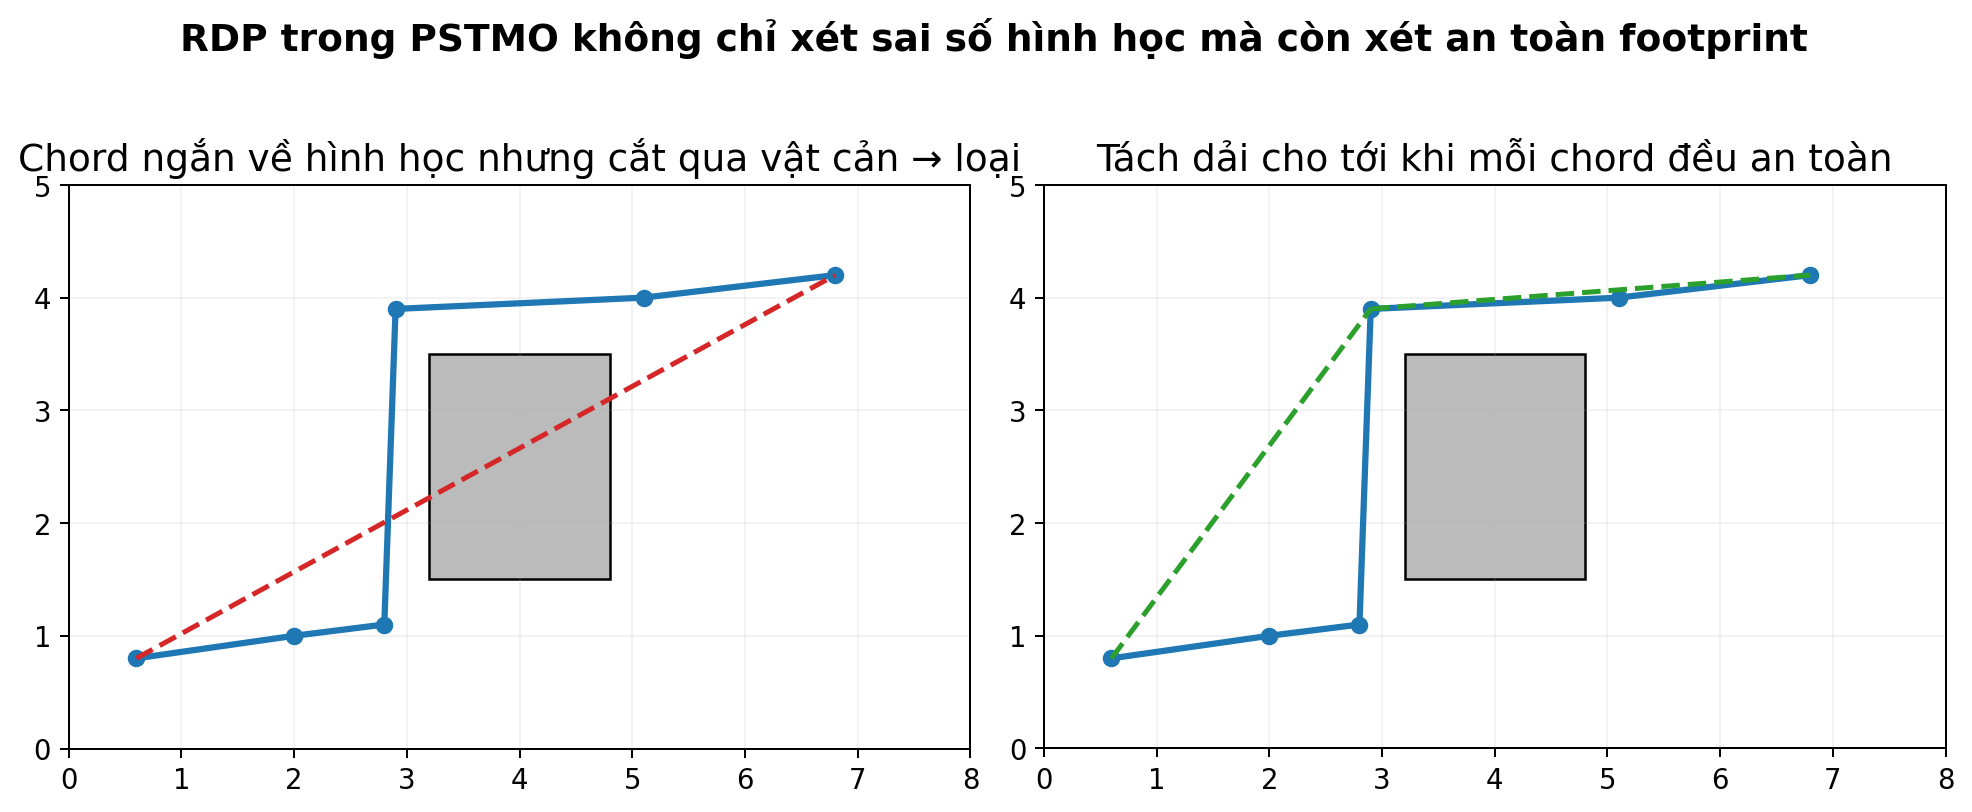 RDP trong PSTMO không chỉ xét sai số hình học mà còn xét an toàn footprint
Chord ngắn về hình học nhưng cắt qua vật cản → loại
5
4
3
2
1
0
0 1 2 3 4 5 6 7 8
Tách dải cho tới khi mỗi chord đều an toàn
5
4
3
2
1
0
0 1 2 3 4 5 6 7 8